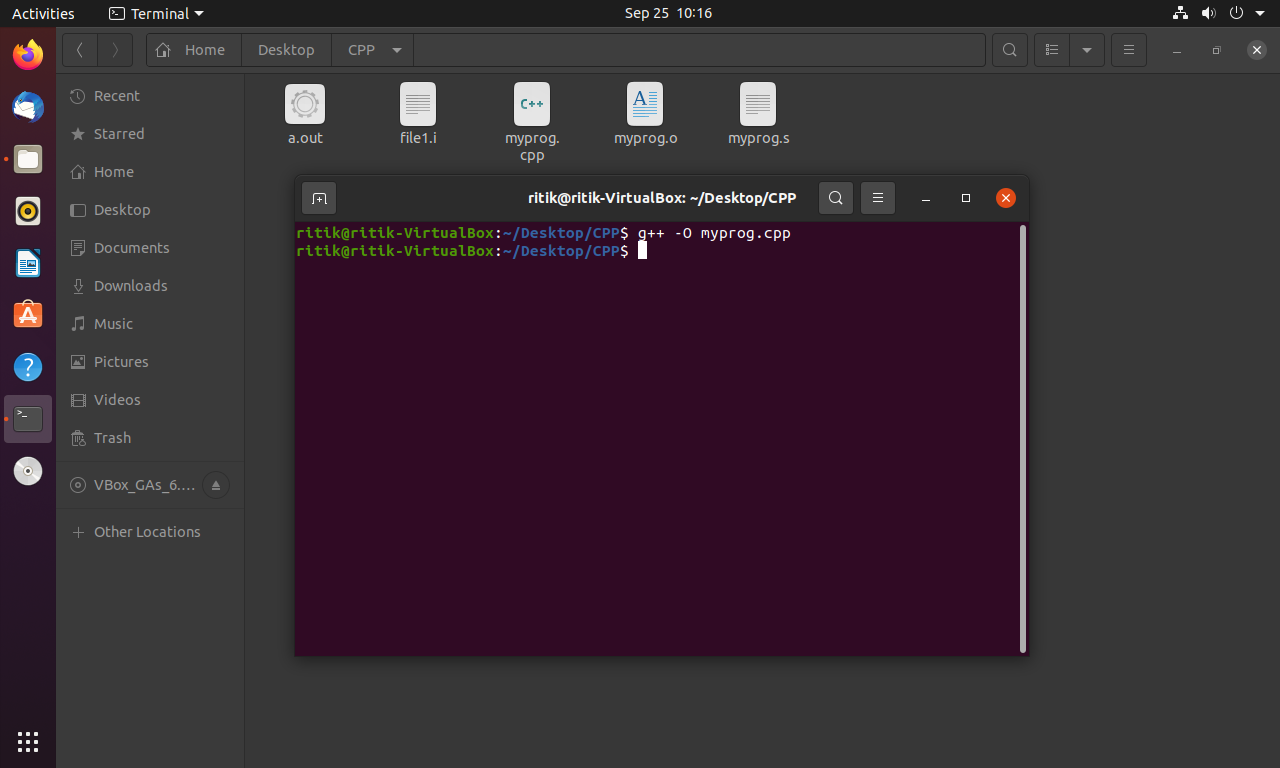 Activities
Terminal
Sep 25 10:16
Home
Desktop
CPP
Recent
Starred
Home
Desktop
Documents
Downloads
Music
Pictures
Videos
Trash
VBox_GAs_6....
Other Locations
a.out
file1.i
C++
myprog.
cpp
A
myprog.o
myprog.s
ritik@ritik-VirtualBox: ~/Desktop/CPP
ritik@ritik-VirtualBox:~/Desktop/CPP$ g++ -O myprog.cpp
ritik@ritik-VirtualBox:~/Desktop/CPP$
A
?
>_